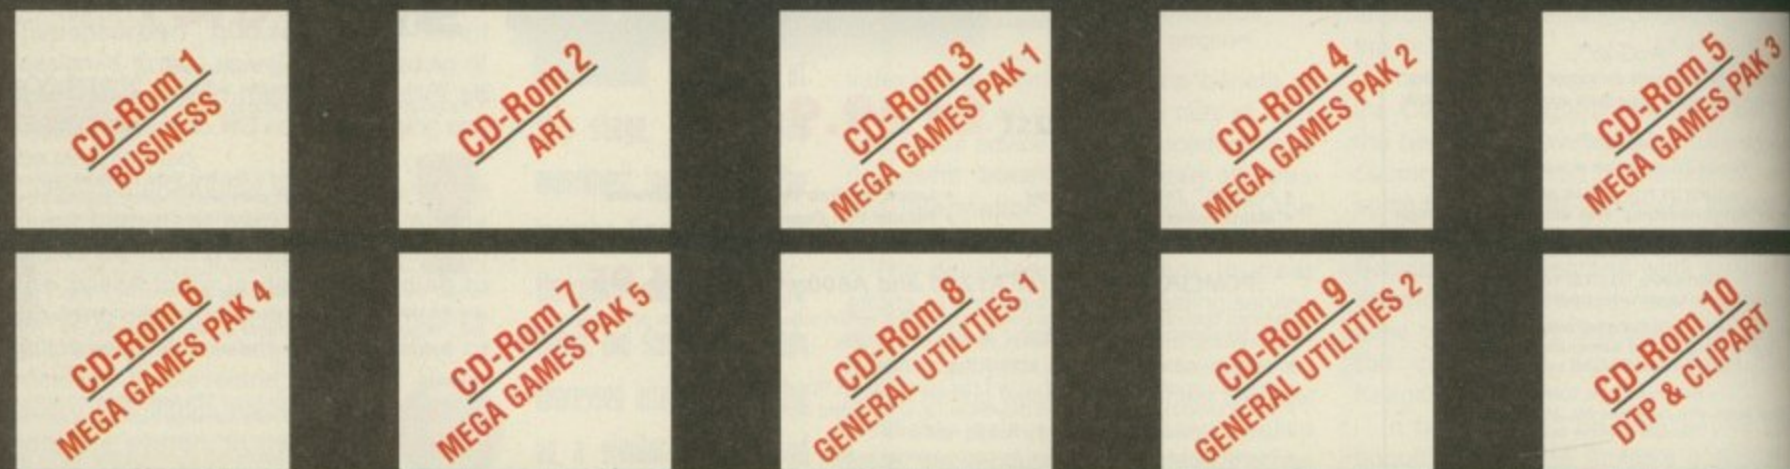 CD-Rom 1
BUSINESS
CD-Rom 2
ART
CD-Rom 3
MEGA GAMES PAK 1
CD-Rom 4
MEGA GAMES PAK 2
CD-Rom 5
MEGA GAMES PAK 3
CD-Rom 6
MEGA GAMES PAK 4
CD-Rom 7
MEGA GAMES PAK 5
CD-Rom 8
GENERAL UTILITIES 1
CD-Rom 9
GENERAL UTILITIES 2
CD-Rom 10
DTP & CLIPART